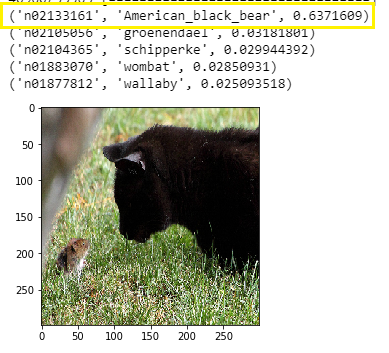 ('n02133161', 'American_black_bear', 0.6371609)
('n02105056', 'groenendael', 0.03181801)
('n02104365', 'schipperke', 0.029944392)
('n01883070', 'wombat', 0.02850931)
('n01877812', 'wallaby', 0.025093518)
0
50
100
150
200
250
0 50 100 150 200 250